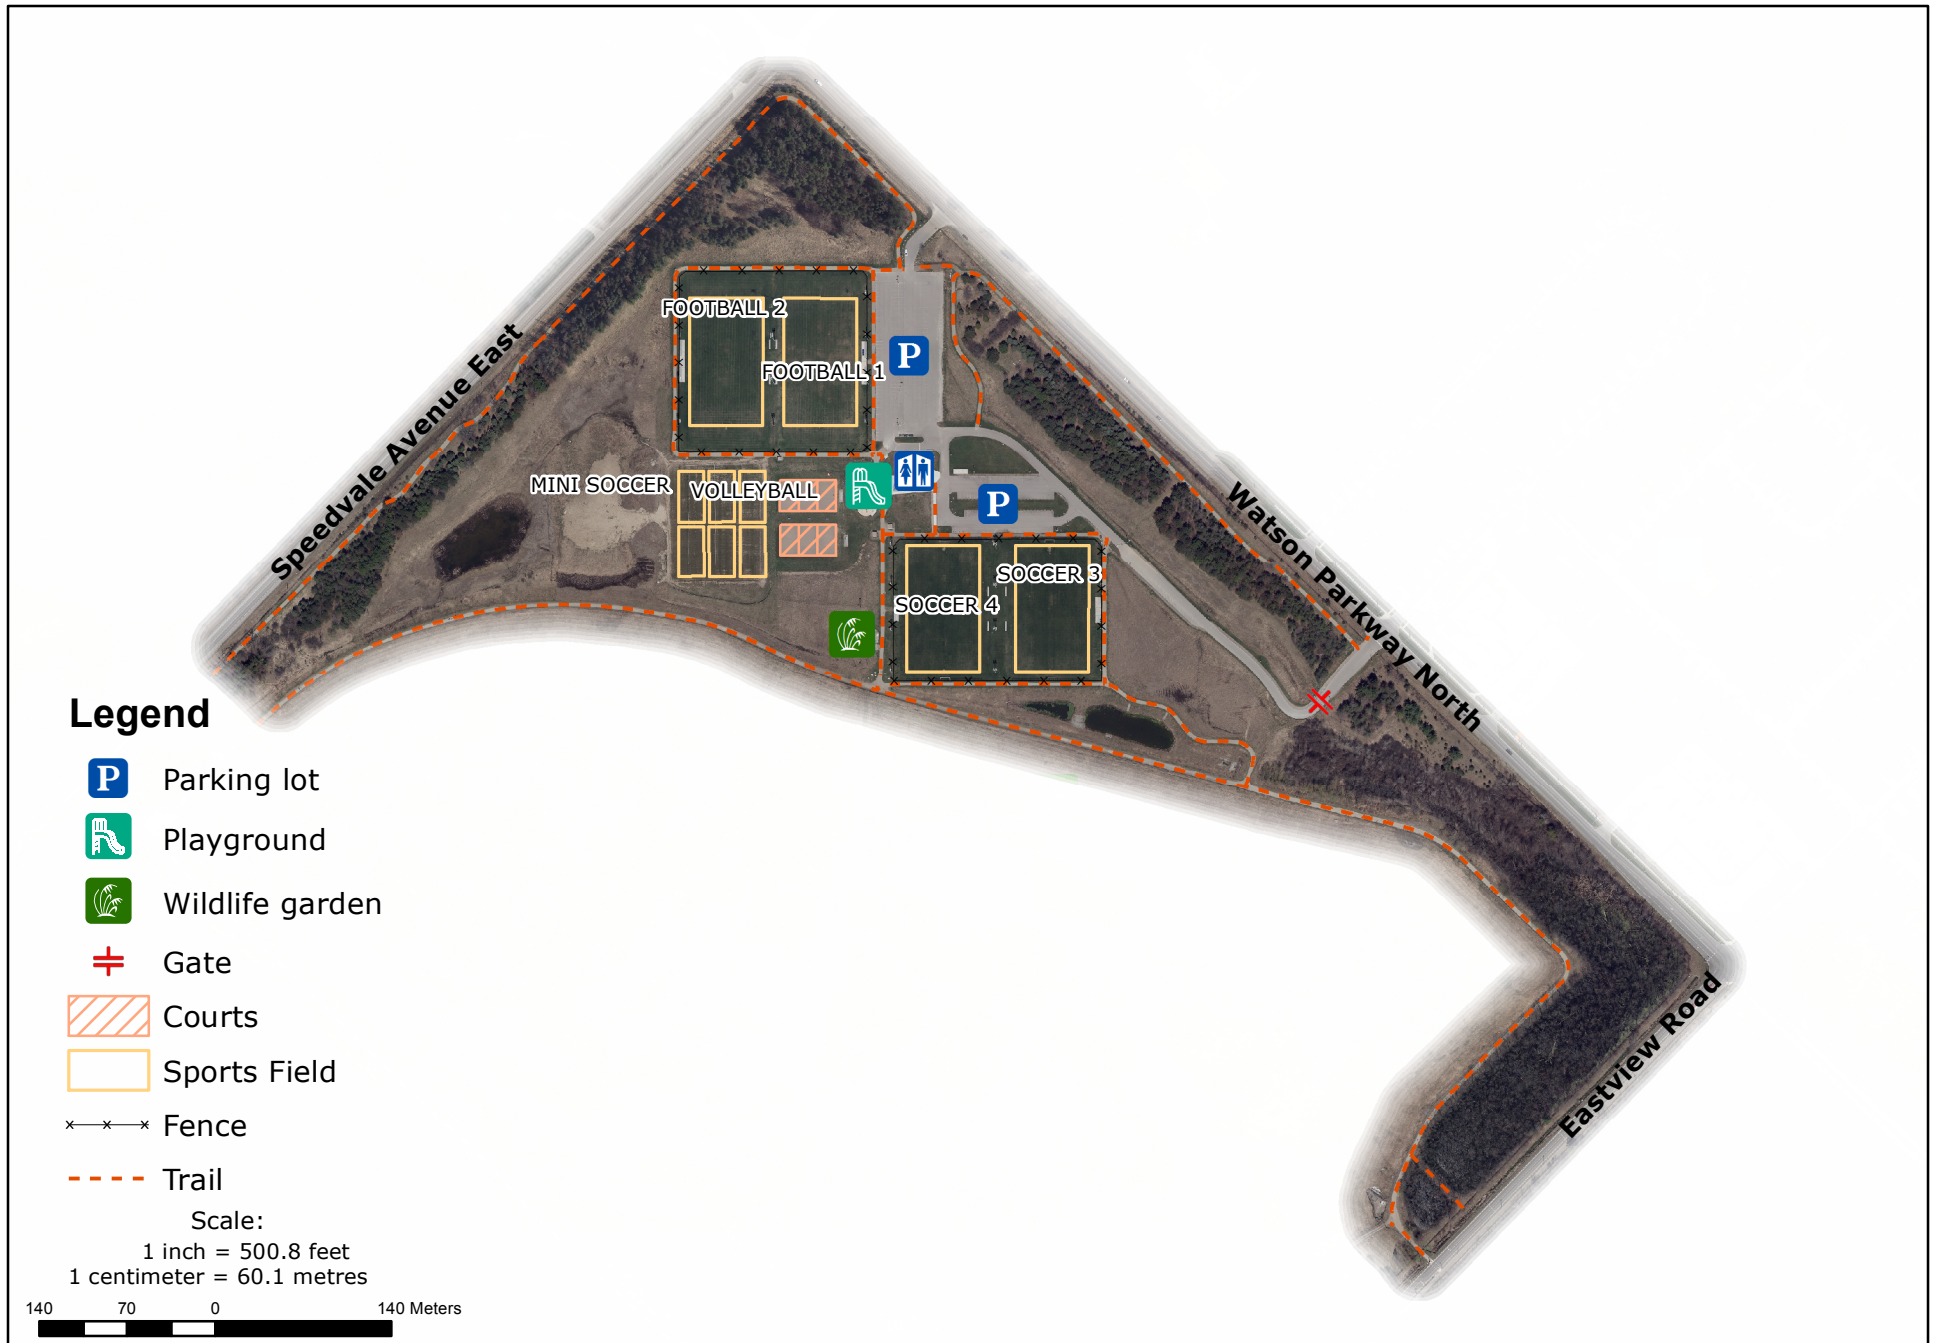 FOOTBALL 2
FOOTBALL 1
P
MINI SOCCER
VOLLEYBALL
P
SOCCER 3
SOCCER 4
Speedvale Avenue East
Watson Parkway North
Eastview Road
Legend
P Parking lot
Playground
Wildlife garden
Gate
Courts
Sports Field
Fence
Trail
Scale:
1 inch = 500.8 feet
1 centimeter = 60.1 metres
140 70 0 140 Meters